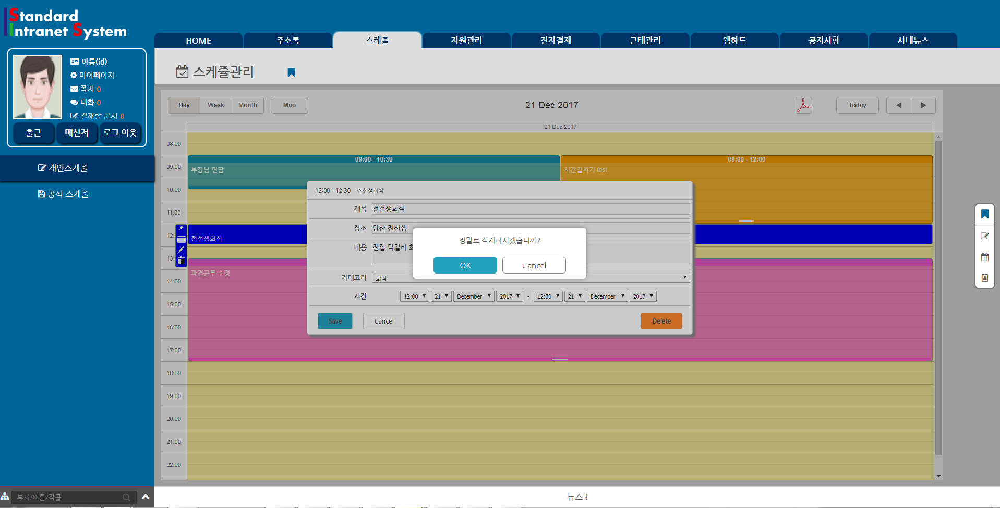 Standard
Intranet System
HOME
주소록
스케줄
자원관리
전자결재
근태관리
웹하드
공지사항
사내뉴스
이름(id)
마이페이지
쪽지 0
대화 0
결재할 문서 0
출근
메신저
로그 아웃
개인스케줄
공식 스케줄
스케쥴관리
Day
Week
Month
Map
21 Dec 2017
Today
21 Dec 2017
08:00
09:00
10:00
11:00
12:
13:
14:00
15:00
16:00
17:00
18:00
19:00
20:00
21:00
22:00
09:00 - 10:30
부장님 면담
09:00 - 12:00
시간겹치기 test
전선생회식
파견근무 수정
12:00 - 12:30 전선생회식
제목 전선생회식
장소 당산 전선생
내용 전집 막걸리
카테고리 회식
시간 12:00 21 December 2017 - 12:30 21 December 2017
Save
Cancel
Delete
정말로 삭제하시겠습니까?
OK
Cancel
부서/이름/직급
뉴스3